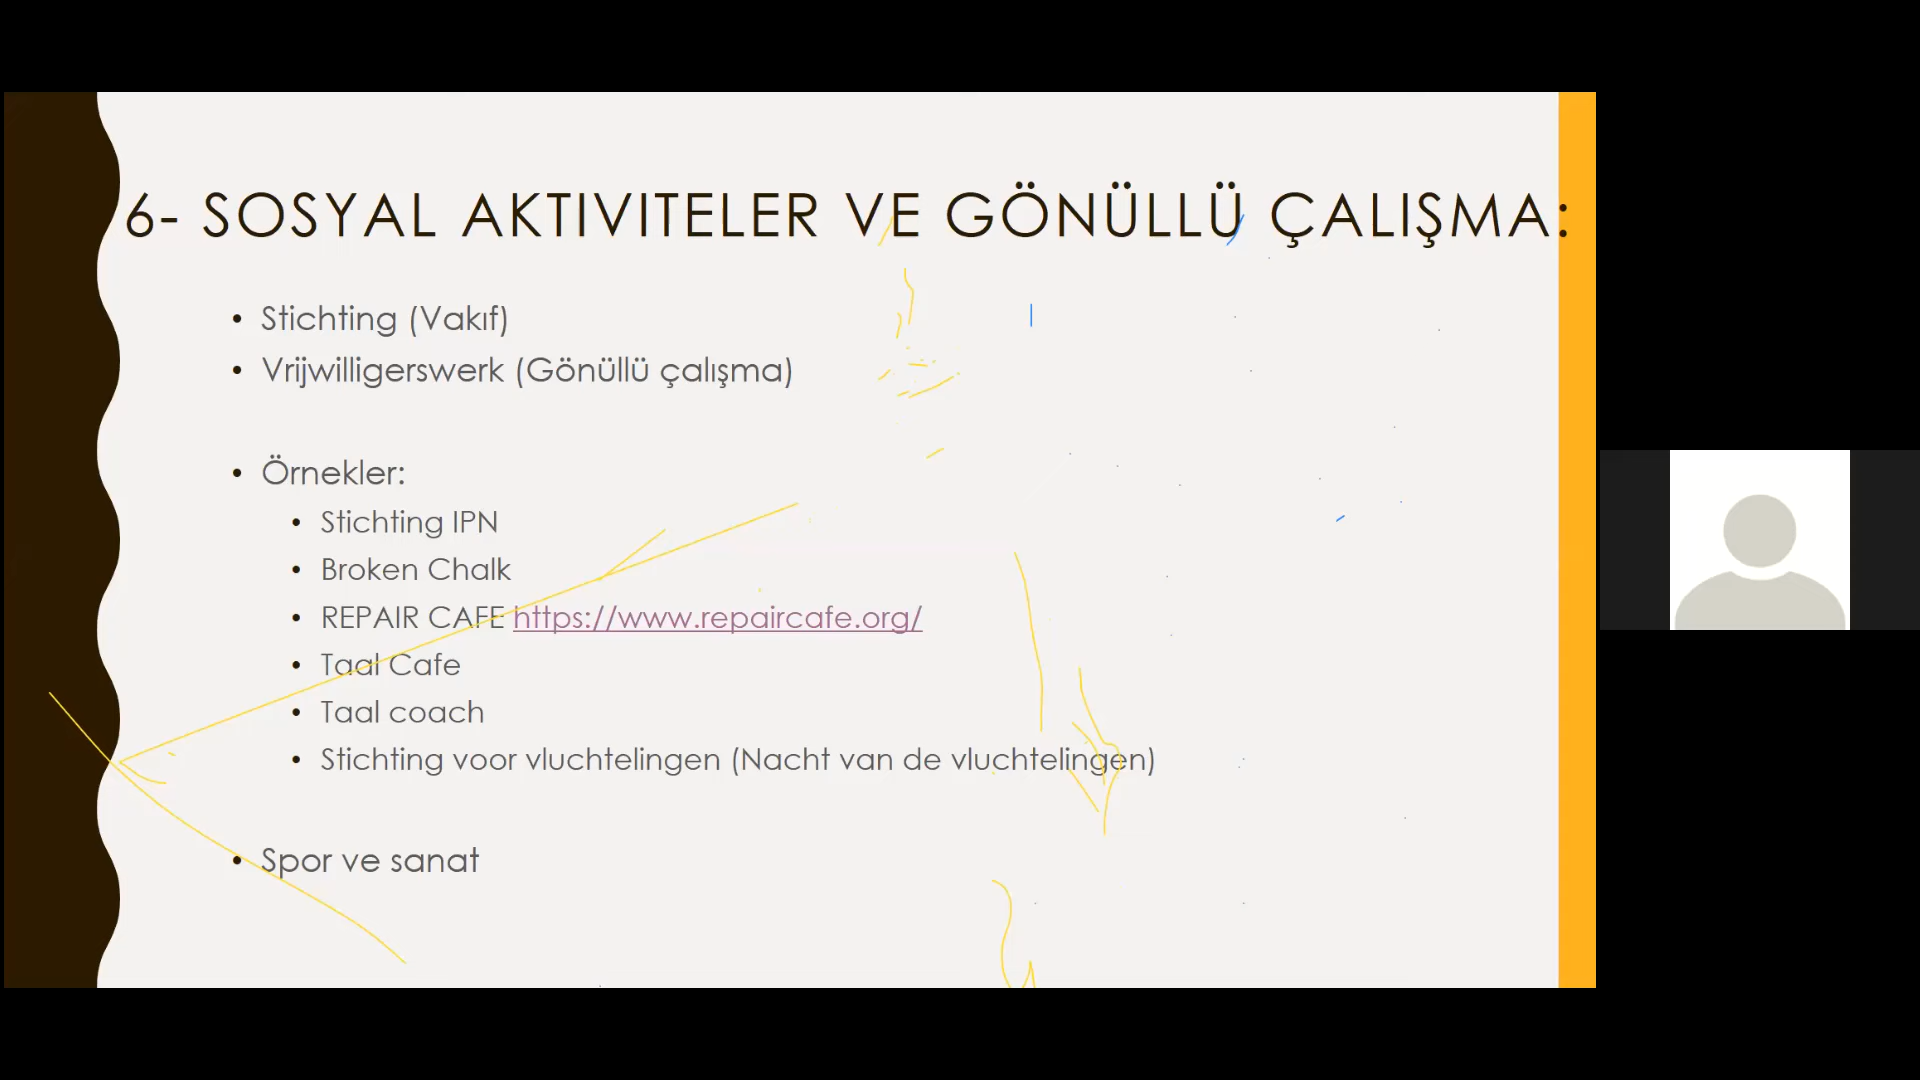 6- SOSYAL AKTIVITELER VE GÖNÜLLÜ ÇALIŞMA:
• Stichting (Vakıf)
• Vrijwilligerswerk (Gönüllü çalışma)
• Örnekler:
• Stichting IPN
• Broken Chalk
• REPAIR CAFE https://www.repaircafe.org/
• Taal Cafe
• Taal coach
• Stichting voor vluchtelingen (Nacht van de vluchtelingen)
• Spor ve sanat